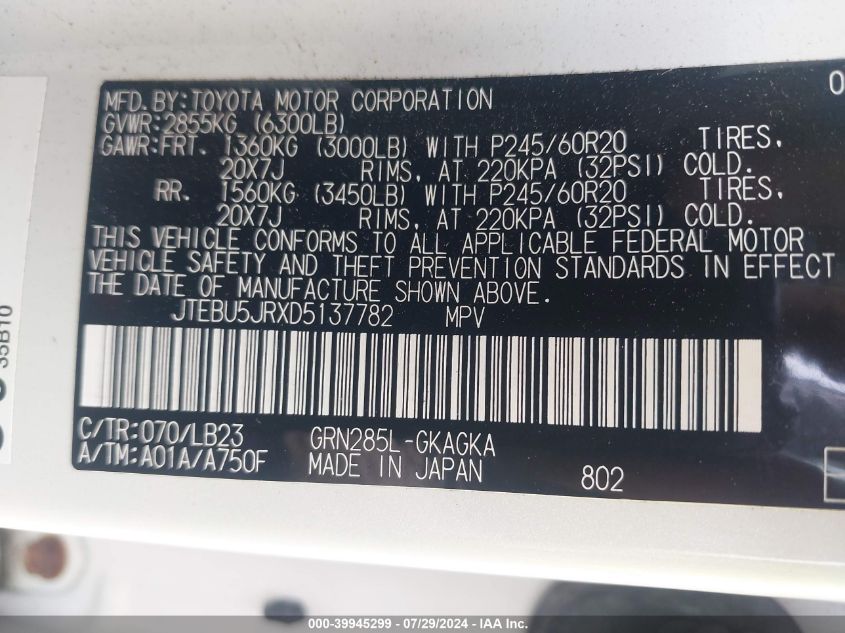 0
MFD.BY:TOYOTA MOTOR CORPORATION
GVWR:2855KG (6300LB)
GAWR:FRT. 1360KG (3000LB) WITH P245/60R20 TIRES,
20X7J RIMS, AT 220KPA (32PSI) COLD.
RR. 1560KG (3450LB) WITH P245/60R20 TIRES,
20X7J RIMS, AT 220KPA (32PSI) COLD.
THIS VEHICLE CONFORMS TO ALL APPLICABLE FEDERAL MOTOR
VEHICLE SAFETY AND THEFT PREVENTION STANDARDS IN EFFECT
THE DATE OF MANUFACTURE SHOWN ABOVE.
JTEBU5JRXD5137782 MPV
C/TR:070/LB23 GRN285L-GKAGKA
A/TM:A01A/A750F MADE IN JAPAN 802
35B10
000-39945299 - 07/29/2024 - IAA, Inc.